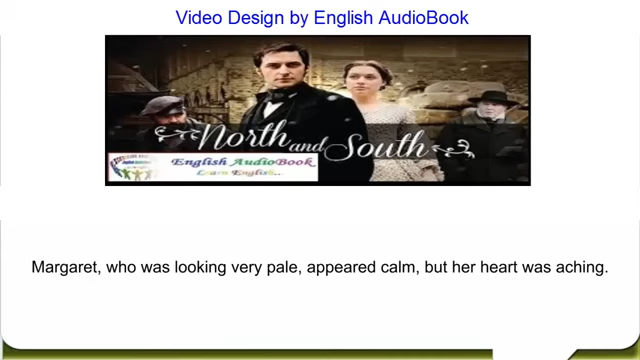 Video Design by English AudioBook
North and South
English AudioBook
Learn English...
Margaret, who was looking very pale, appeared calm, but her heart was aching.